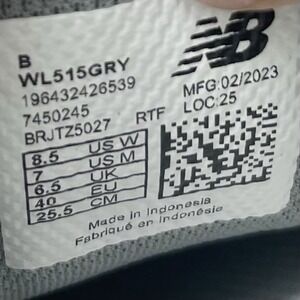 NB
B
WL515GRY
196432426539
7450245
BRJTZ5027
RTF
MFG:02/2023
LOC:25
8.5 US W
7 US M
6.5 UK
40 EU
25.5 CM
Made in Indonesia
Fabriqué en Indonésie